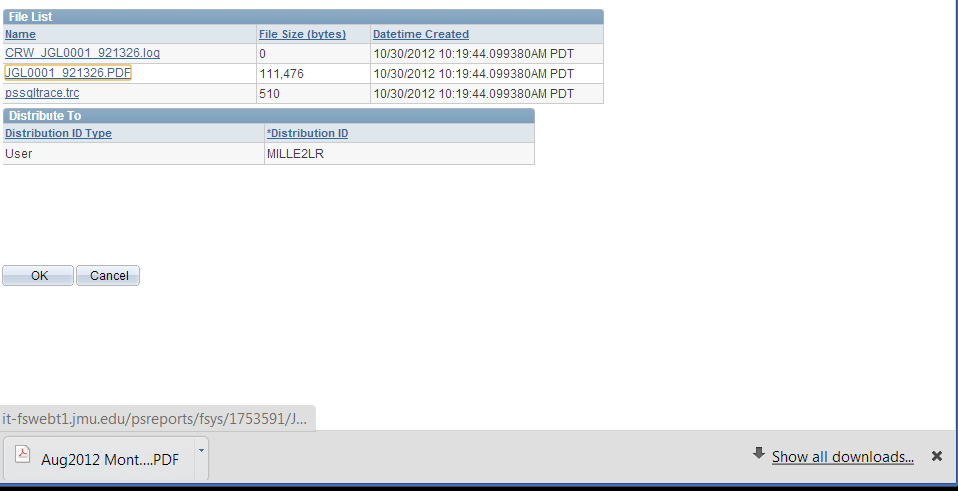 File List
Name File Size (bytes) Datetime Created
CRW_JGL0001_921326.log 0 10/30/2012 10:19:44.099380AM PDT
JGL0001_921326.PDF 111,476 10/30/2012 10:19:44.099380AM PDT
pssqltrace.trc 510 10/30/2012 10:19:44.099380AM PDT
Distribute To
Distribution ID Type *Distribution ID
User MILLE2LR
OK Cancel
it-fswebt1.jmu.edu/psreports/fsys/1753591/J...
Aug2012 Mont....PDF Show all downloads...